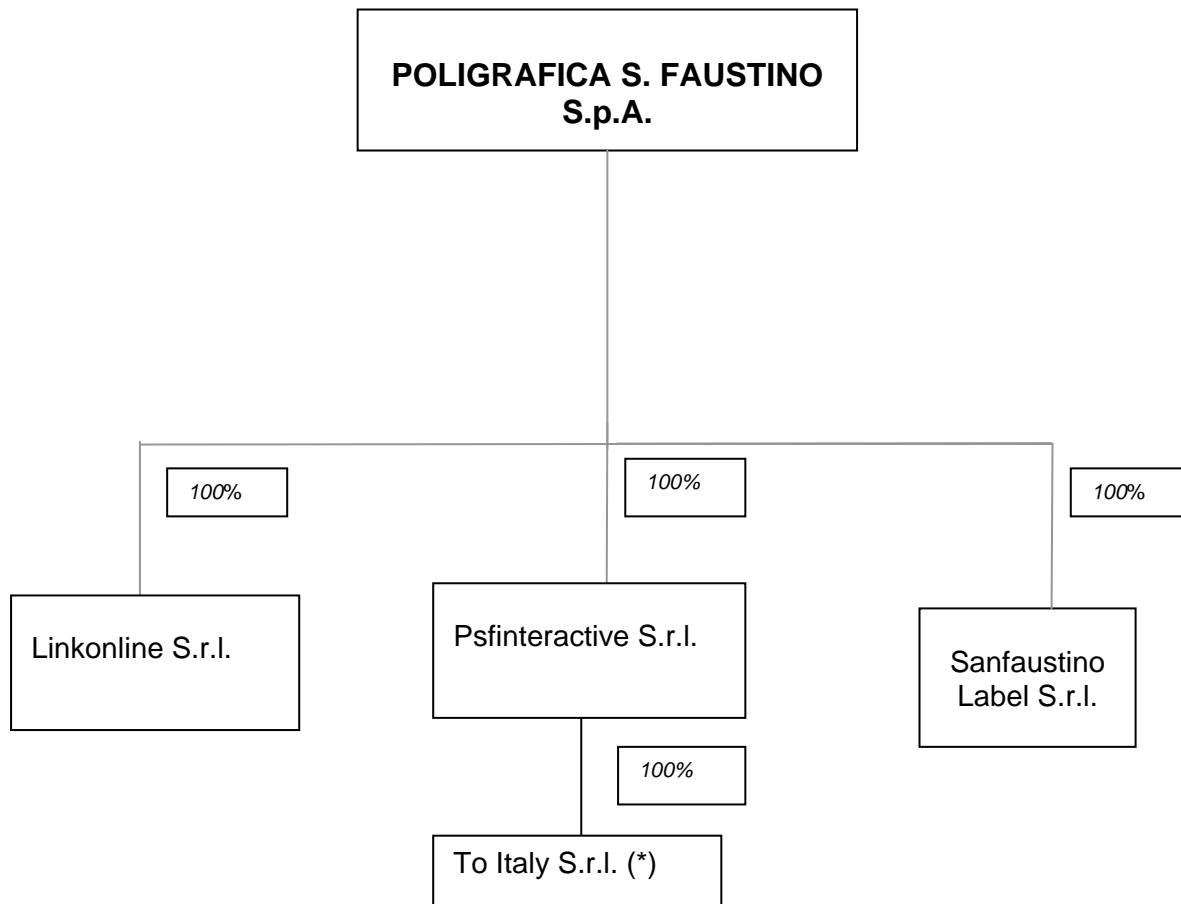 POLIGRAFICA S. FAUSTINO
S.p.A.
100%
100%
100%
Linkonline S.r.l.
Psfinteractive S.r.l.
Sanfaustino
Label S.r.l.
100%
To Italy S.r.l. (*)